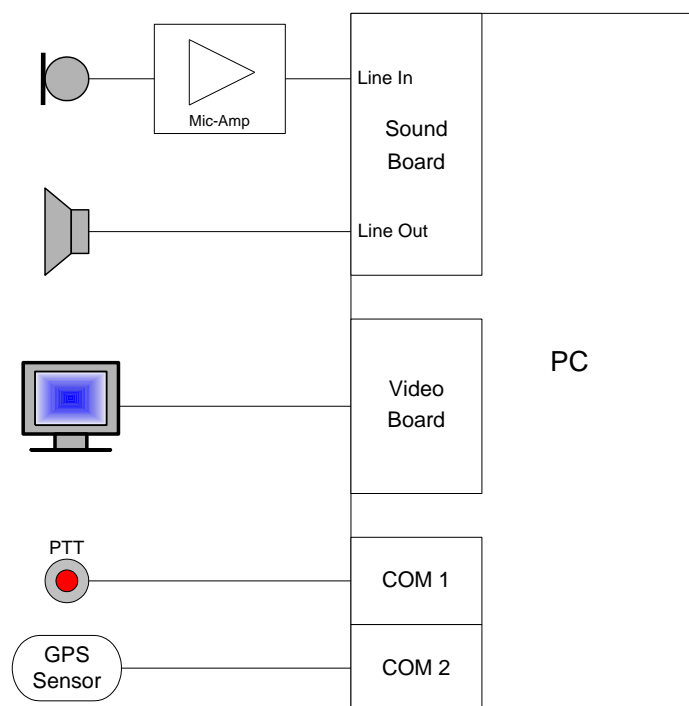 Mic-Amp
Line In
Sound
Board
Line Out
Video
Board
PC
PTT
COM 1
GPS
Sensor
COM 2